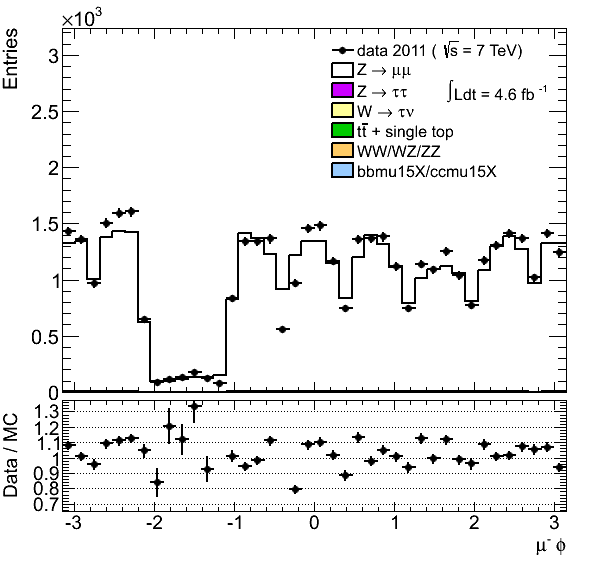 ×10³
Entries
3
2.5
2
1.5
1
0.5
0
data 2011 ( √s = 7 TeV)
Z → μμ
Z → ττ
∫Ldt = 4.6 fb⁻¹
W → τν
tt̅ + single top
WW/WZ/ZZ
bbmu15X/ccmu15X
Data / MC
1.3
1.2
1.1
1
0.9
0.8
0.7
-3 -2 -1 0 1 2 3
μ⁻ ϕ